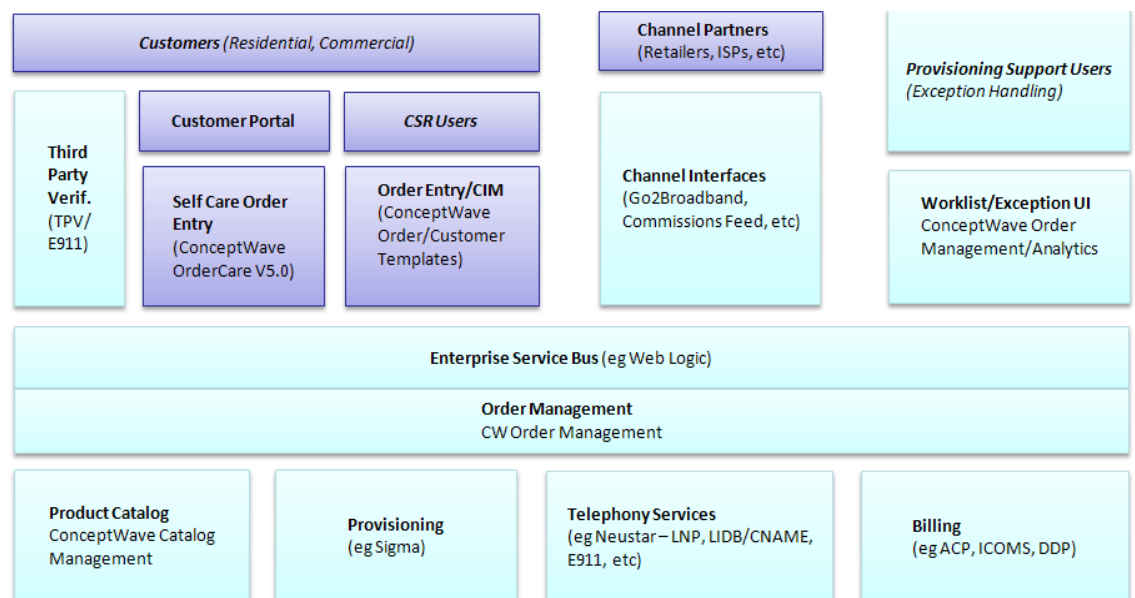 Customers (Residential, Commercial)
Channel Partners
(Retailers, ISPs, etc)
Provisioning Support Users
(Exception Handling)
Third
Party
Verif.
(TPV/
E911)
Customer Portal
CSR Users
Self Care Order
Entry
(ConceptWave
OrderCare V5.0)
Order Entry/CIM
(ConceptWave
Order/Customer
Templates)
Channel Interfaces
(Go2Broadband,
Commissions Feed, etc)
Worklist/Exception UI
ConceptWave Order
Management/Analytics
Enterprise Service Bus (eg Web Logic)
Order Management
CW Order Management
Product Catalog
ConceptWave Catalog
Management
Provisioning
(eg Sigma)
Telephony Services
(eg Neustar – LNP, LIDB/CNAME,
E911, etc)
Billing
(eg ACP, ICOMS, DDP)